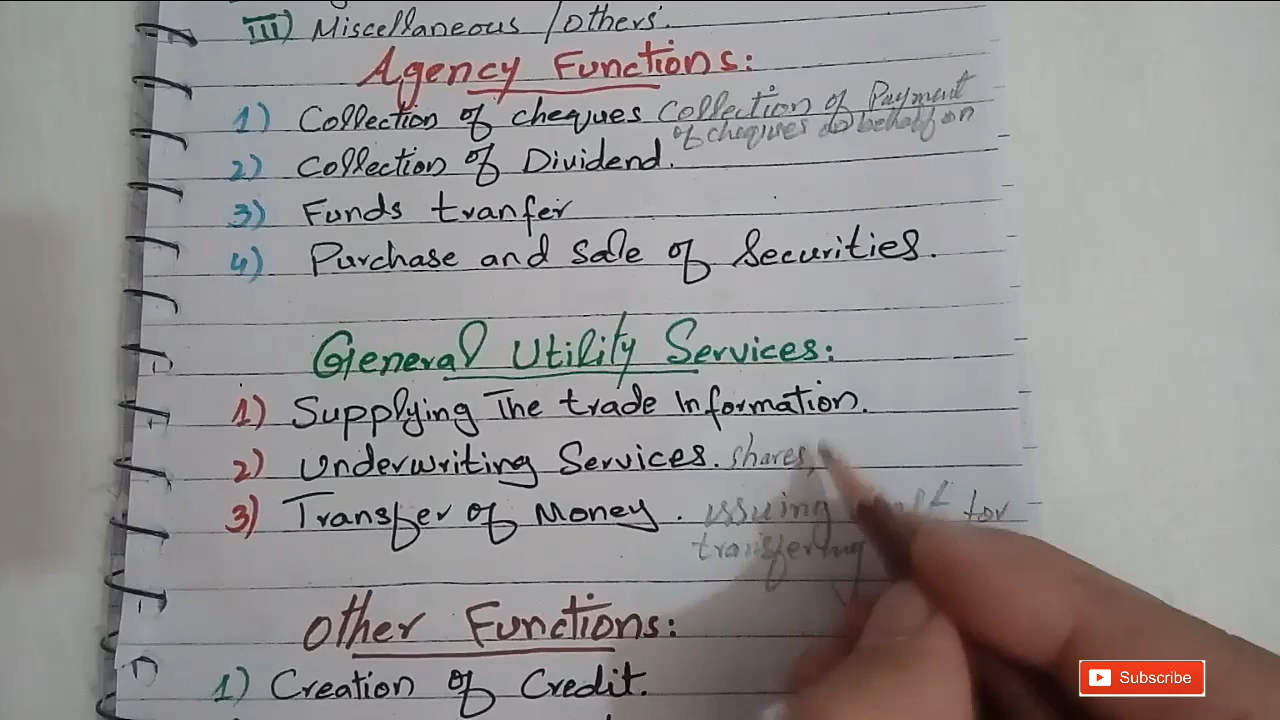 III) Miscellaneous / others.
Agency Functions:
1) Collection of cheques Collection of Payment
of cheques behalf on
2) Collection of Dividend.
3) Funds tranfer
4) Purchase and Sale of Securities.
General Utility Services:
1) Supplying The trade Information.
2) Underwriting Services. shares,
3) Transfer of Money. issuing for
transfering
Other Functions:
1) Creation of Credit.
Subscribe